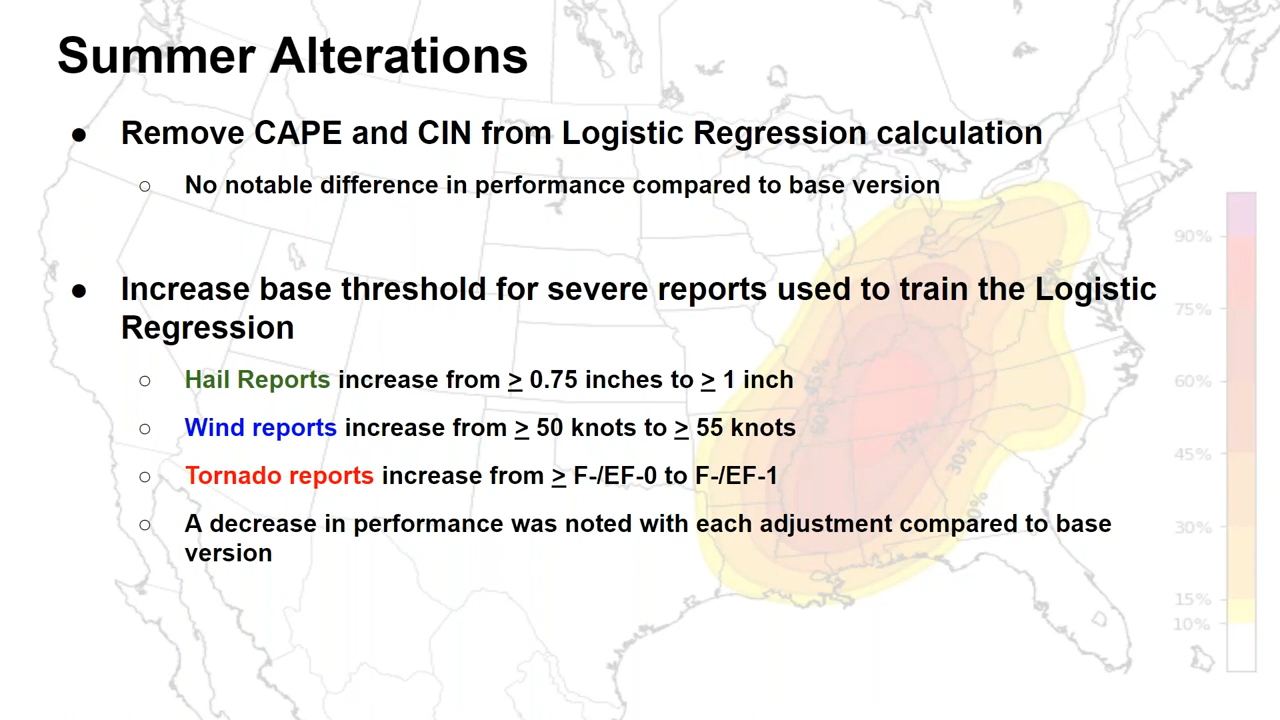 Summer Alterations
● Remove CAPE and CIN from Logistic Regression calculation
○ No notable difference in performance compared to base version
● Increase base threshold for severe reports used to train the Logistic
Regression
○ Hail Reports increase from ≥ 0.75 inches to ≥ 1 inch
○ Wind reports increase from ≥ 50 knots to ≥ 55 knots
○ Tornado reports increase from ≥ F-/EF-0 to F-/EF-1
○ A decrease in performance was noted with each adjustment compared to base
version
90%
75%
60%
45%
30%
15%
10%
30%
60%